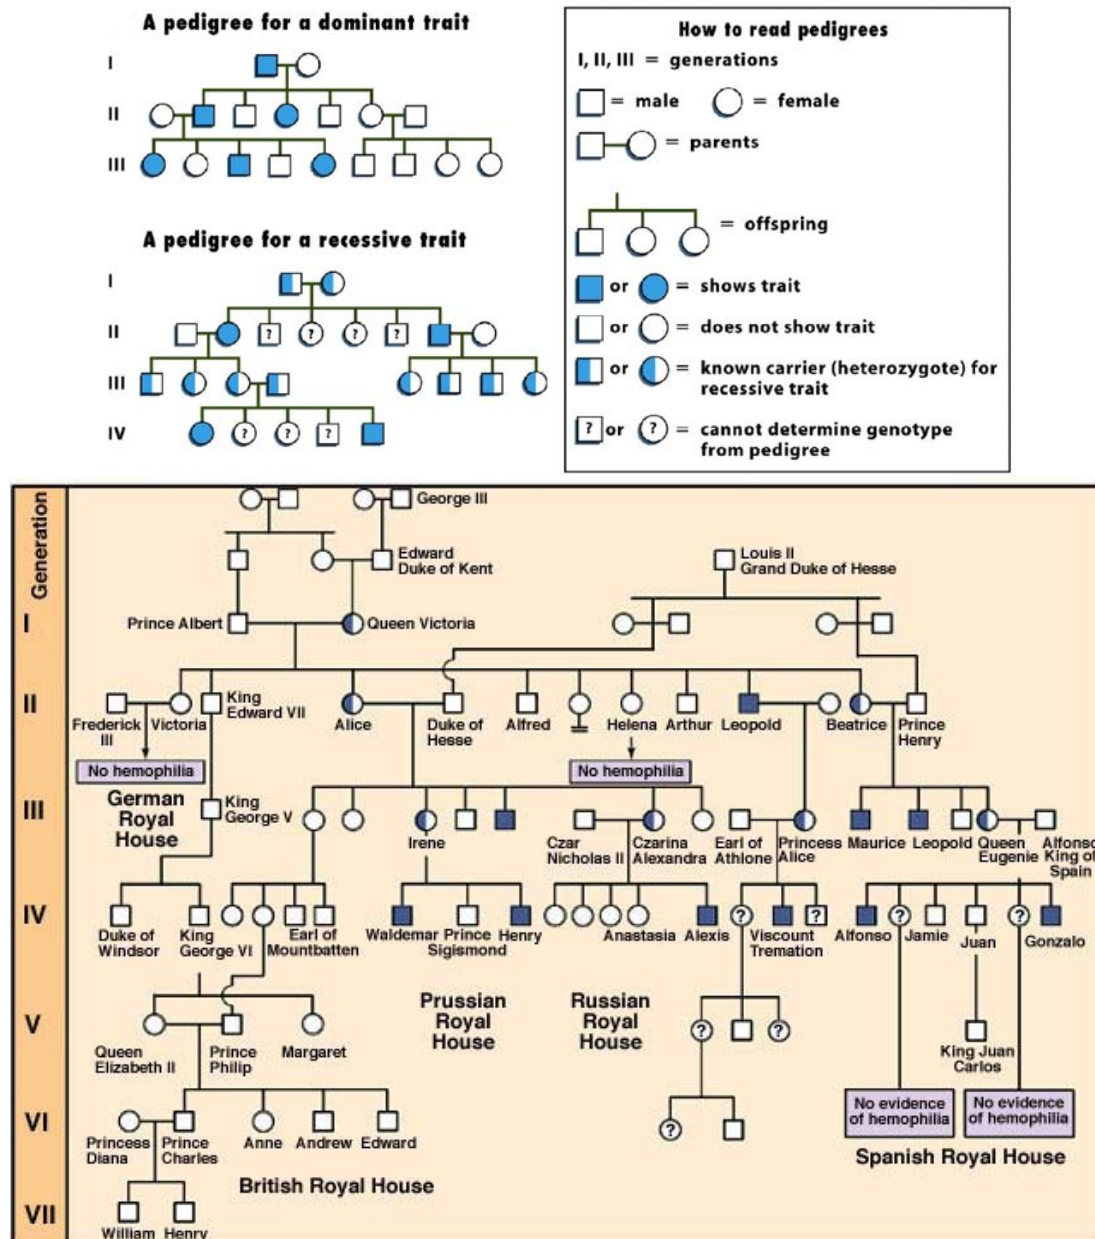 A pedigree for a dominant trait
I
II
III
A pedigree for a recessive trait
I
? ? ? ?
II
III
IV
? ? ?
How to read pedigrees
I, II, III = generations
= male
= female
= parents
= offspring
or = shows trait
or = does not show trait
or = known carrier (heterozygote) for
recessive trait
? or ? = cannot determine genotype
from pedigree
Generation
George III
Edward
Duke of Kent
Louis II
Grand Duke of Hesse
I
Prince Albert
Queen Victoria
II
Frederick
III
Victoria
King
Edward VII
Alice
Duke of
Hesse
Alfred
Helena
Arthur
Leopold
Beatrice
Prince
Henry
No hemophilia
No hemophilia
German
Royal
House
III
King
George V
Irene
Czar
Nicholas II
Czarina
Alexandra
Earl of
Athlone
Princess
Alice
Maurice
Leopold
Queen
Eugenie
Alfonso
King of
Spain
IV
? ? ? ?
Duke of
Windsor
King
George VI
Earl of
Mountbatten
Waldemar
Prince
Sigismond
Henry
Anastasia
Alexis
Viscount
Tremation
Alfonso
Jamie
Juan
Gonzalo
Prussian
Royal
House
Russian
Royal
House
V
? ?
Queen
Elizabeth II
Prince
Philip
Margaret
King Juan
Carlos
VI
?
No evidence
of hemophilia
No evidence
of hemophilia
Princess
Diana
Prince
Charles
Anne
Andrew
Edward
British Royal House
Spanish Royal House
VII
William
Henry